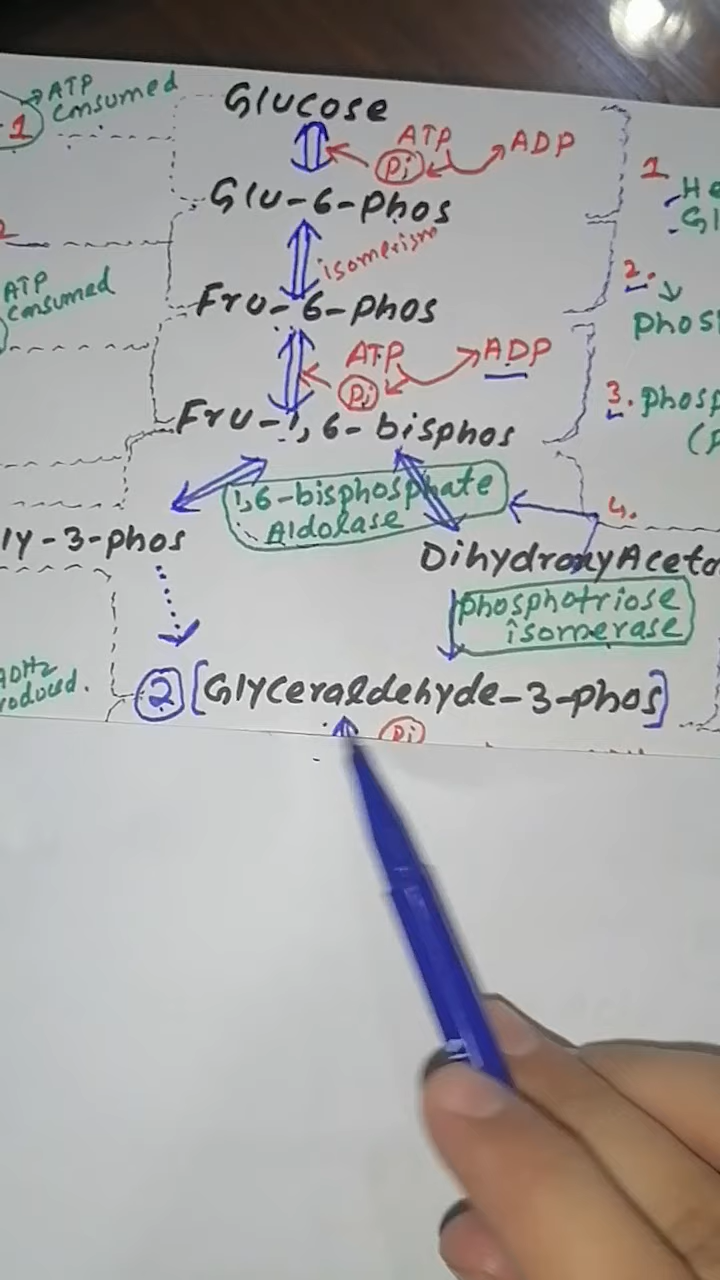 ATP
consumed
1
Glucose
ATP
Pi
ADP
Glu-6-Phos
isomerism
ATP
consumed
Fru-6-Phos
ATP
Pi
ADP
Fru-1,6-bisphos
1,6-bisphosphate
Aldolase
ly-3-phos
DihydroxyAceto
phosphotriose
isomerase
2 [Glyceraldehyde-3-phos]
Pi
1
2.
3. phosp
4.